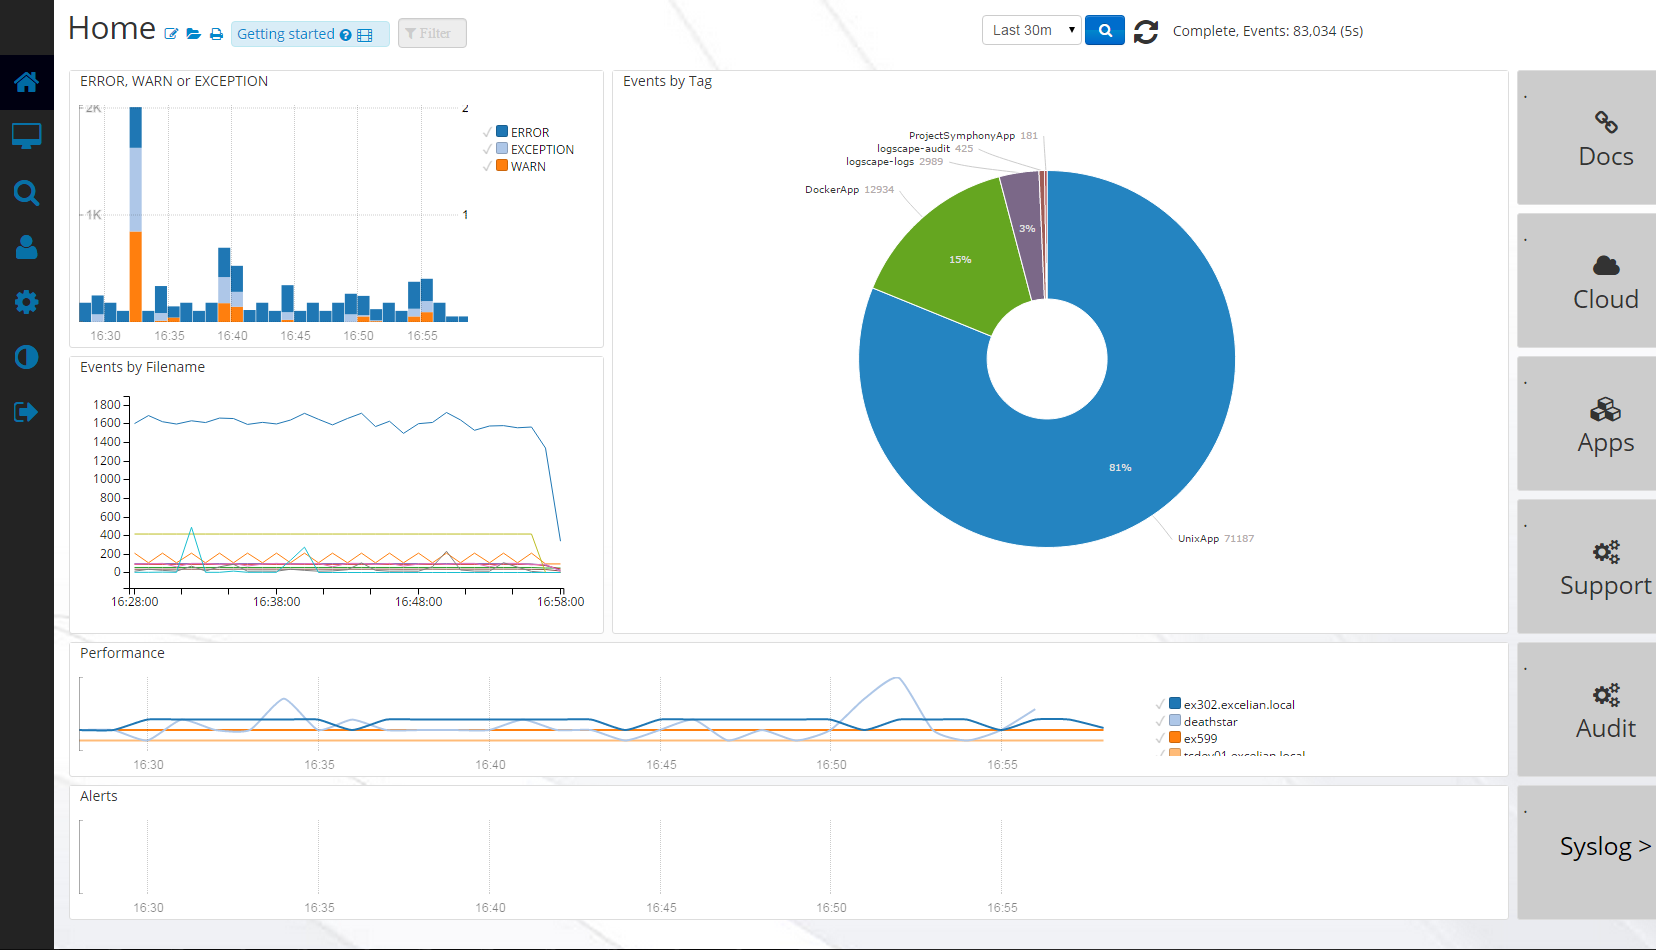 Home
Getting started
Filter
Last 30m
Complete, Events: 83,034 (5s)
ERROR, WARN or EXCEPTION
2K
1K
2
1
ERROR
EXCEPTION
WARN
16:30 16:35 16:40 16:45 16:50 16:55
Events by Filename
1800
1600
1400
1200
1000
800
600
400
200
0
16:28:00 16:38:00 16:48:00 16:58:00
Events by Tag
ProjectSymphonyApp 181
logscape-audit 425
logscape-logs 2989
DockerApp 12934
3%
15%
81%
UnixApp 71187
Performance
ex302.excelian.local
deathstar
ex599
tcdev01.excelian.local
16:30 16:35 16:40 16:45 16:50 16:55
Alerts
16:30 16:35 16:40 16:45 16:50 16:55
.
Docs
.
Cloud
.
Apps
.
Support
.
Audit
.
Syslog >